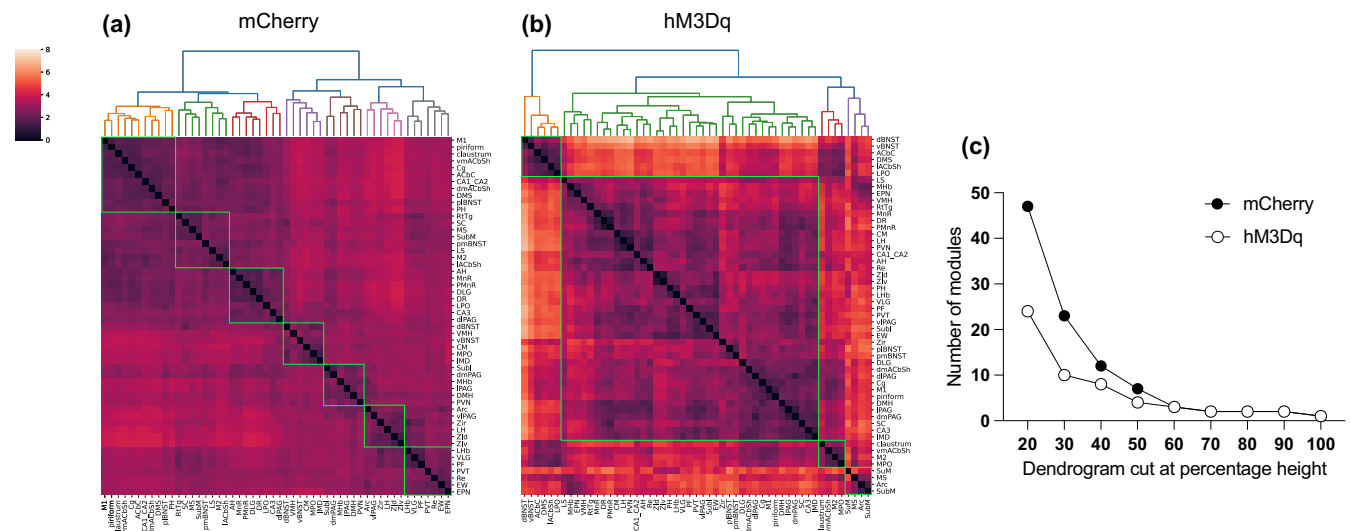 (a)
mCherry
8
6
4
2
0
M1
piriform
claustrum
vmACbSh
Cg
ACbC
CA1_CA2
dmACbSh
DMS
plBNST
PH
RtTg
SC
MS
SubM
pmBNST
LS
M2
lACbSh
AH
MnR
PMnR
DLG
DR
LPO
CA3
dlPAG
dBNST
VMH
vBNST
CM
MPO
IMD
SubI
dmPAG
MHb
lPAG
DMH
PVN
Arc
vlPAG
Zir
LH
ZId
ZIv
LHb
VLG
PF
PVT
Re
EW
EPN
(b)
hM3Dq
dBNST
vBNST
ACbC
DMS
lACbSh
LPO
LS
MHb
EPN
VMH
RtTg
MnR
DR
PMnR
CM
LH
PVN
CA1_CA2
AH
Re
ZId
ZIv
PH
LHb
VLG
PF
PVT
vlPAG
SubI
EW
Zir
plBNST
pmBNST
DLG
dmACbSh
dlPAG
Cg
M1
piriform
DMH
lPAG
dmPAG
SC
CA3
IMD
claustrum
vmACbSh
M2
MPO
SuM
MS
Arc
SubM
(c)
Number of modules
50
40
30
20
10
0
mCherry
hM3Dq
20 30 40 50 60 70 80 90 100
Dendrogram cut at percentage height